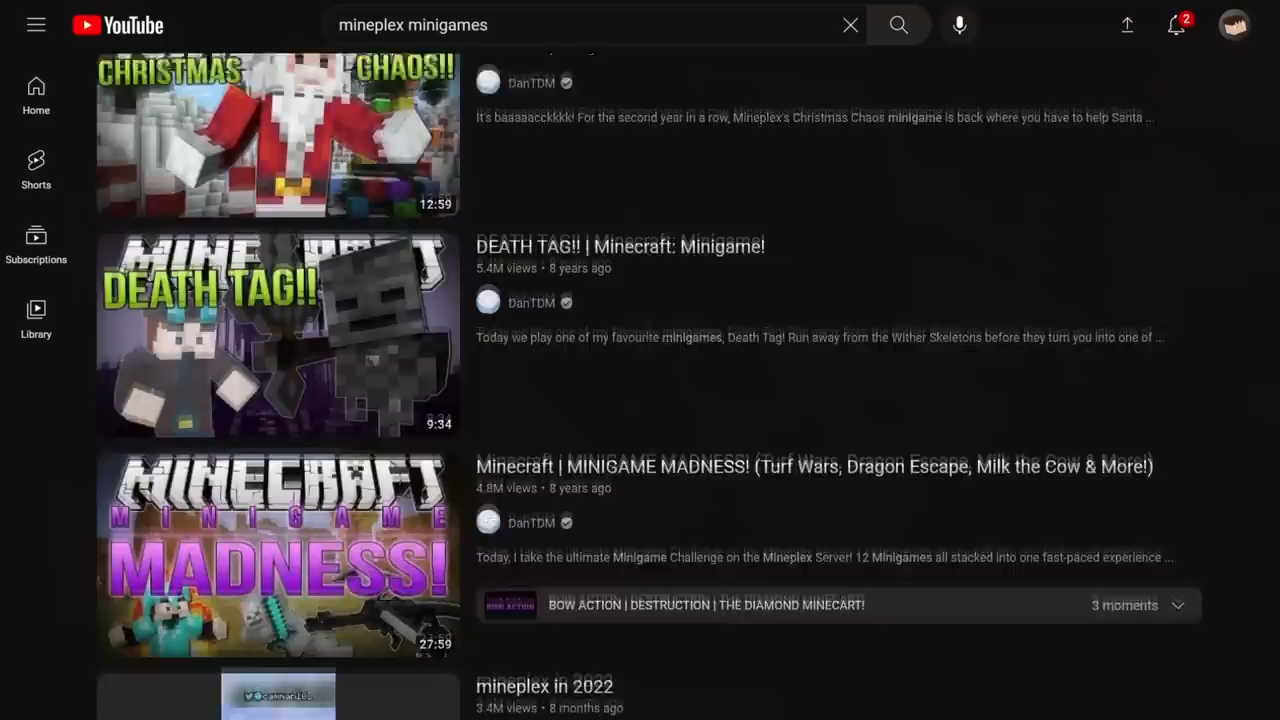 YouTube
mineplex minigames
2
Home
Shorts
Subscriptions
Library
CHRISTMAS CHAOS!!
12:59
DanTDM
It's baaaaacckkkk! For the second year in a row, Mineplex's Christmas Chaos minigame is back where you have to help Santa ...
MINECRAFT
DEATH TAG!!
9:34
DEATH TAG!! | Minecraft: Minigame!
5.4M views • 8 years ago
DanTDM
Today we play one of my favourite minigames, Death Tag! Run away from the Wither Skeletons before they turn you into one of ...
MINECRAFT
MINIGAME
MADNESS!
27:59
Minecraft | MINIGAME MADNESS! (Turf Wars, Dragon Escape, Milk the Cow & More!)
4.8M views • 8 years ago
DanTDM
Today, I take the ultimate Minigame Challenge on the Mineplex Server! 12 Minigames all stacked into one fast-paced experience ...
BOW ACTION
BOW ACTION | DESTRUCTION | THE DIAMOND MINECART!
3 moments
mineplex in 2022
3.4M views • 8 months ago